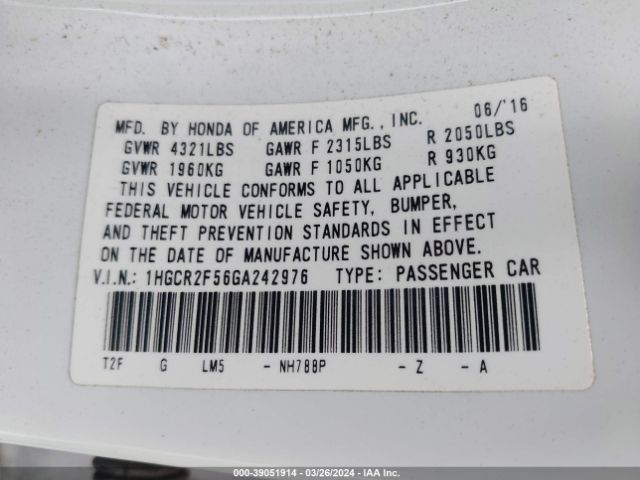 MFD. BY HONDA OF AMERICA MFG., INC. 06/'16
GVWR 4321LBS GAWR F 2315LBS R 2050LBS
GVWR 1960KG GAWR F 1050KG R 930KG
THIS VEHICLE CONFORMS TO ALL APPLICABLE
FEDERAL MOTOR VEHICLE SAFETY, BUMPER,
AND THEFT PREVENTION STANDARDS IN EFFECT
ON THE DATE OF MANUFACTURE SHOWN ABOVE.
V.I.N.: 1HGCR2F56GA242976 TYPE: PASSENGER CAR
T2F G LM5 - NH788P - Z - A
000-39051914 | 03/26/2024 | IAA Inc.